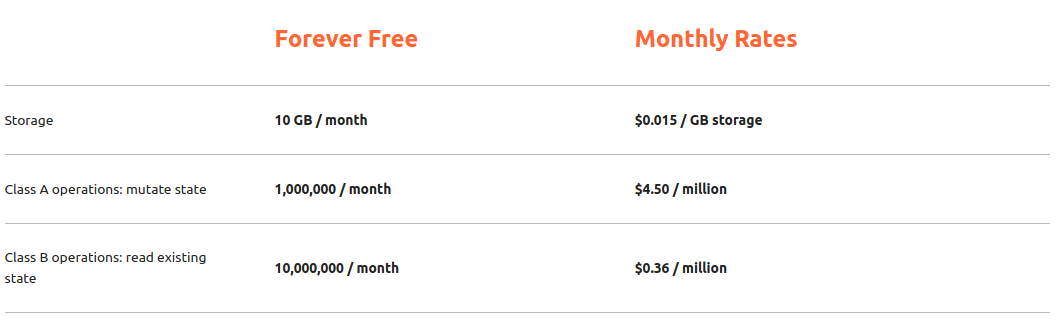 Forever Free
Monthly Rates
Storage
10 GB / month
$0.015 / GB storage
Class A operations: mutate state
1,000,000 / month
$4.50 / million
Class B operations: read existing
state
10,000,000 / month
$0.36 / million